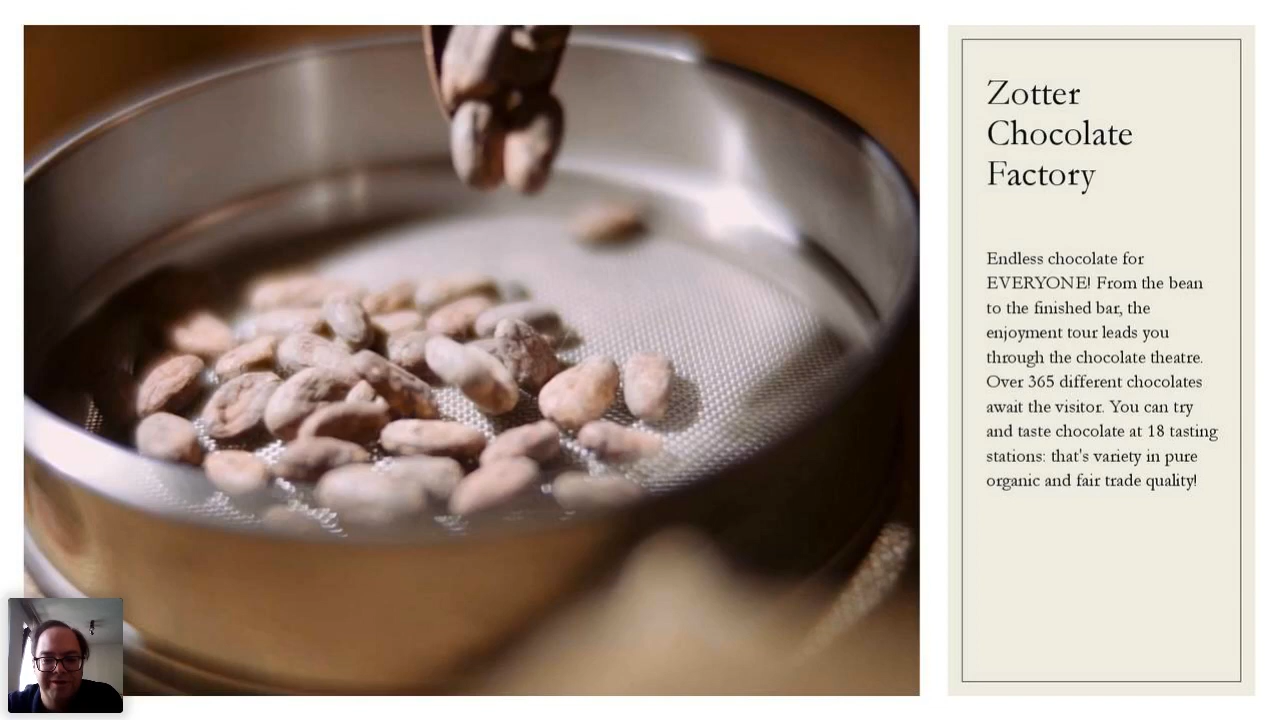 Zotter
Chocolate
Factory
Endless chocolate for
EVERYONE! From the bean
to the finished bar, the
enjoyment tour leads you
through the chocolate theatre.
Over 365 different chocolates
await the visitor. You can try
and taste chocolate at 18 tasting
stations: that's variety in pure
organic and fair trade quality!